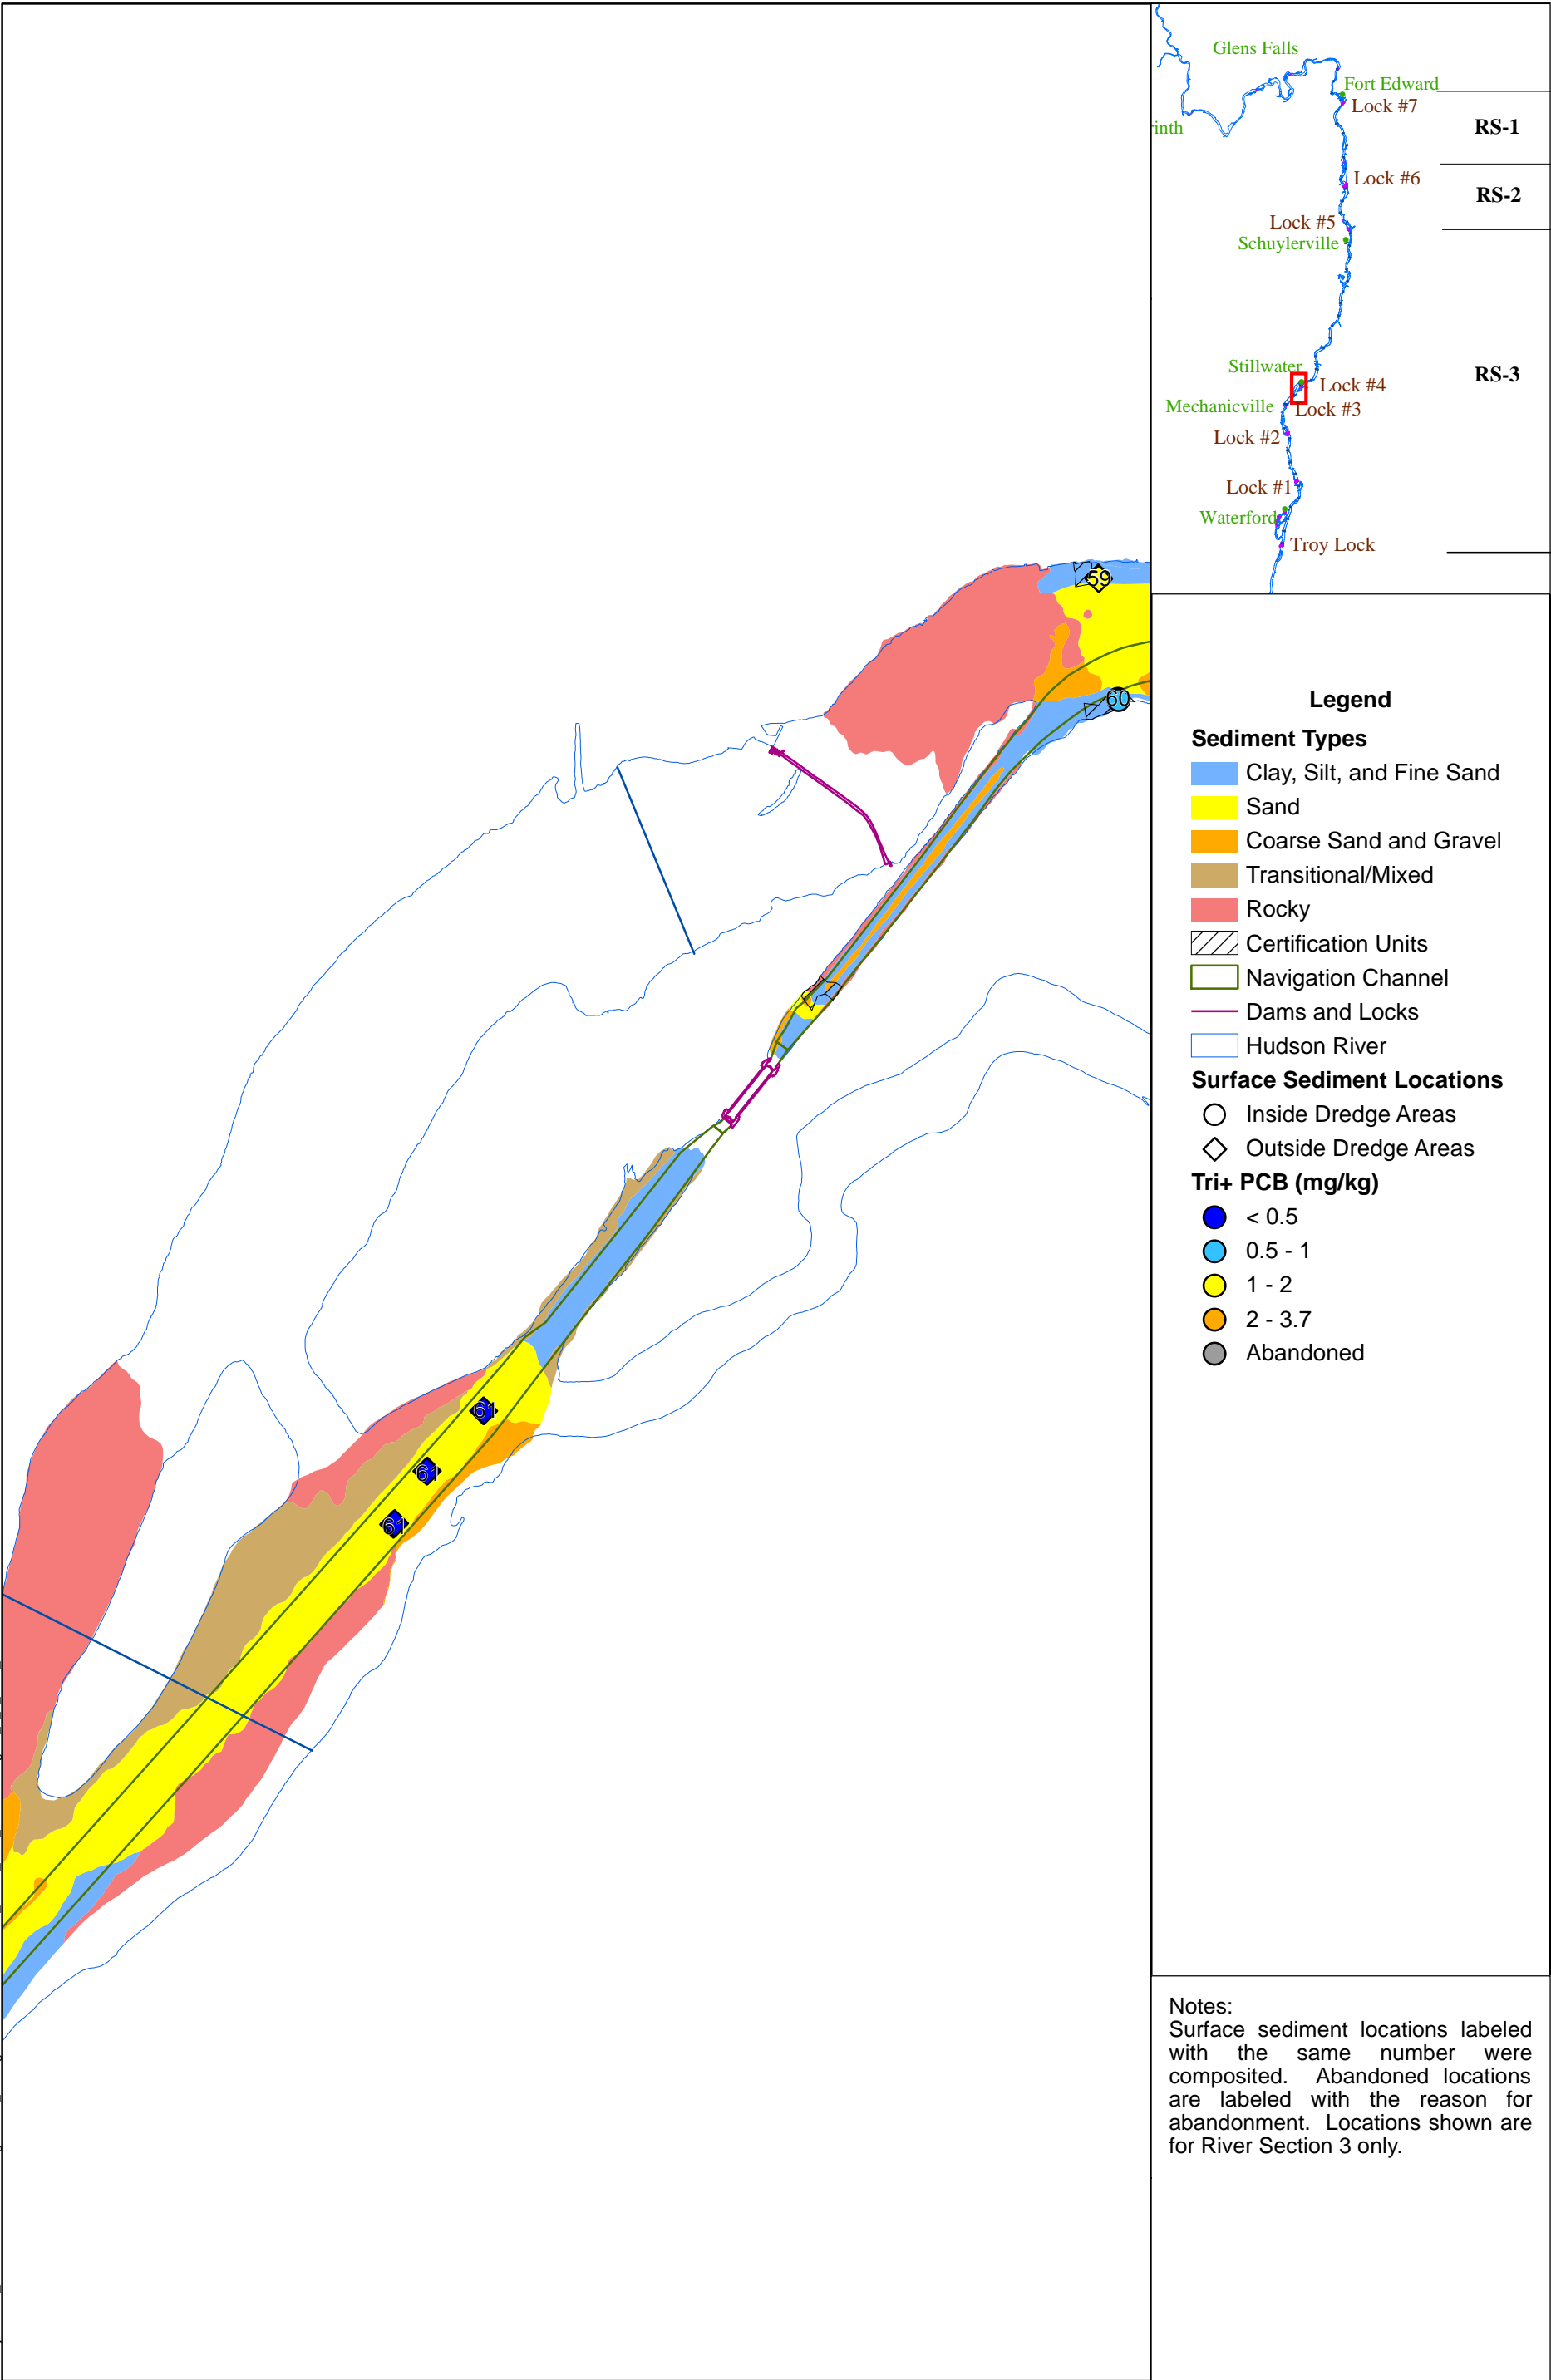 Glens Falls
Fort Edward
Lock #7
rinth
RS-1
Lock #6
RS-2
Lock #5
Schuylerville
Stillwater
Lock #4
RS-3
Mechanicville
Lock #3
Lock #2
Lock #1
Waterford
Troy Lock
59
60
61
61
61
Legend
Sediment Types
Clay, Silt, and Fine Sand
Sand
Coarse Sand and Gravel
Transitional/Mixed
Rocky
Certification Units
Navigation Channel
Dams and Locks
Hudson River
Surface Sediment Locations
Inside Dredge Areas
Outside Dredge Areas
Tri+ PCB (mg/kg)
< 0.5
0.5 - 1
1 - 2
2 - 3.7
Abandoned
Notes:
Surface sediment locations labeled
with the same number were
composited. Abandoned locations
are labeled with the reason for
abandonment. Locations shown are
for River Section 3 only.